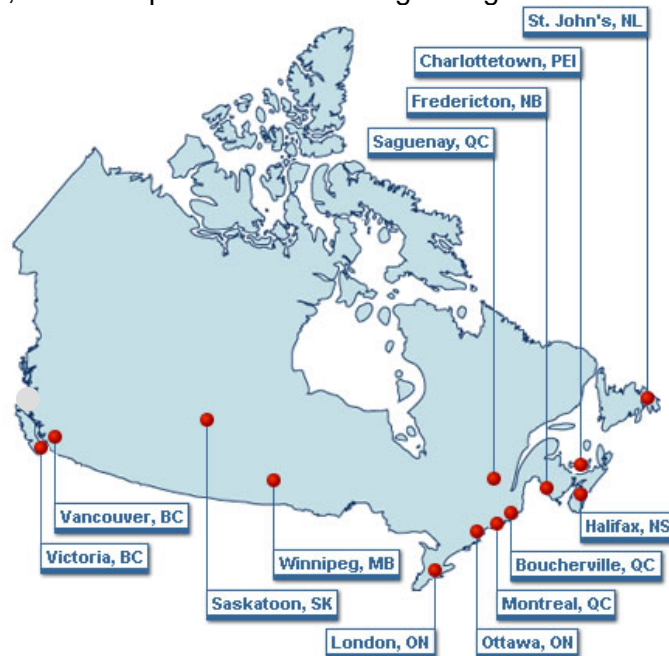 St. John's, NL
Charlottetown, PEI
Fredericton, NB
Saguenay, QC
Vancouver, BC
Halifax, NS
Victoria, BC
Winnipeg, MB
Boucherville, QC
Saskatoon, SK
Montreal, QC
London, ON
Ottawa, ON